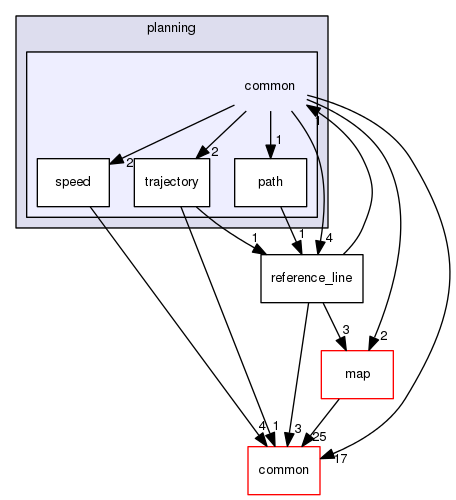 planning
common
1
2
2
1
speed
trajectory
path
1
1
4
reference_line
3
2
map
4
1
3
25
17
common